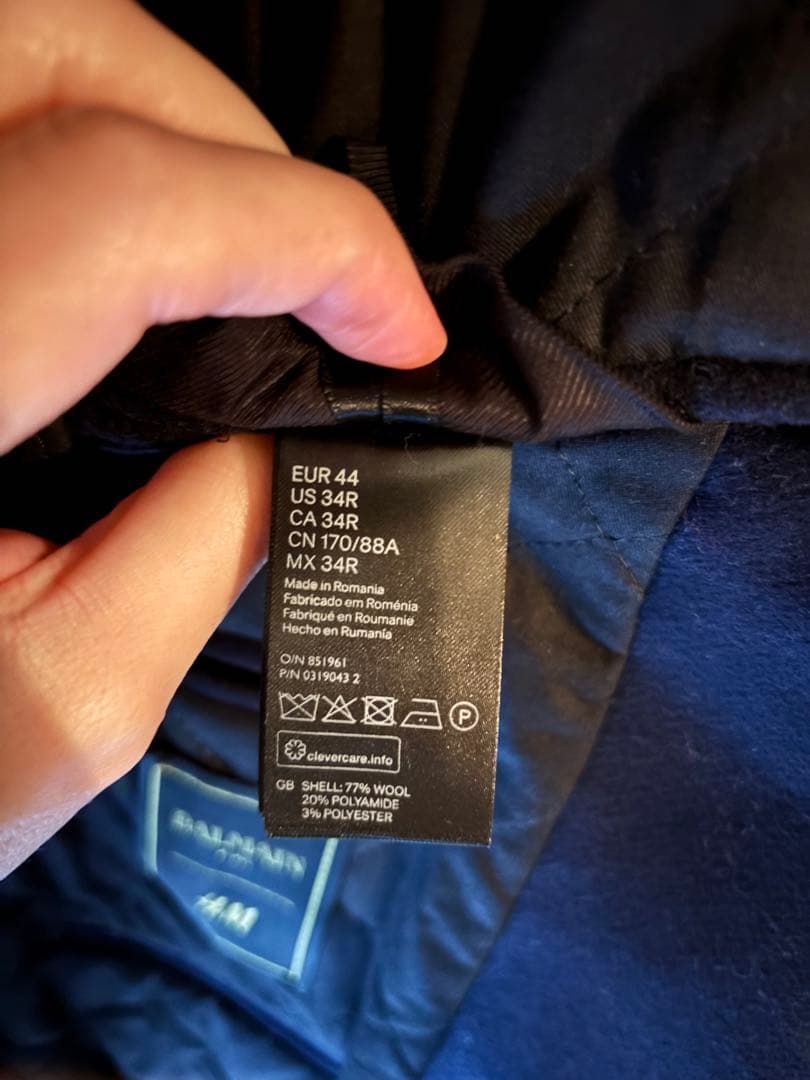 EUR 44
US 34R
CA 34R
CN 170/88A
MX 34R
Made in Romania
Fabricado em Roménia
Fabriqué en Roumanie
Hecho en Rumanía
O/N 851961
P/N 0319043 2
P
clevercare.info
GB SHELL: 77% WOOL
20% POLYAMIDE
3% POLYESTER
BALMAIN
H&M